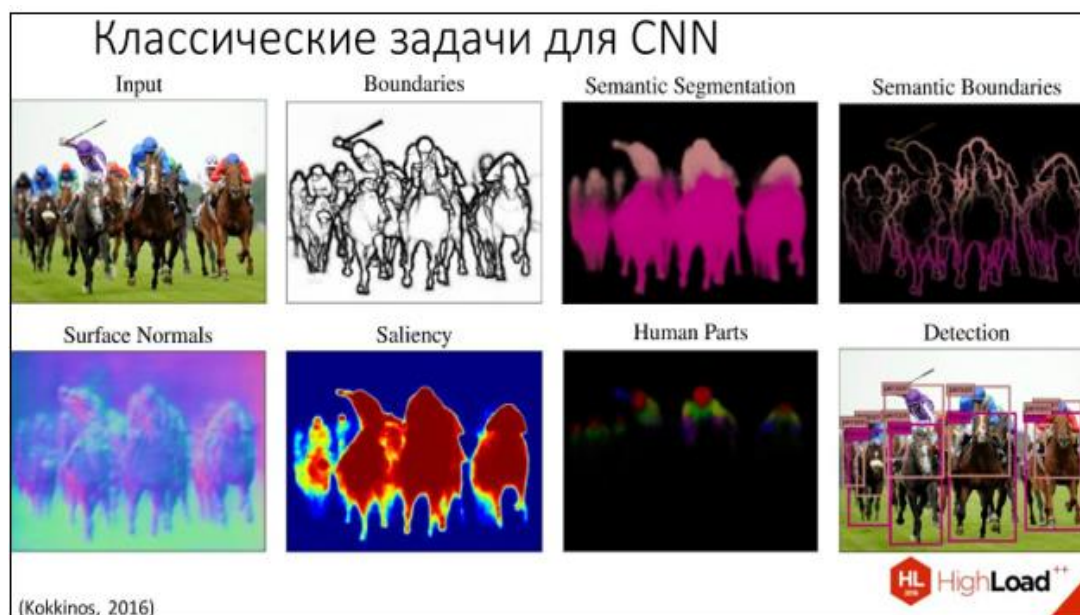 Классические задачи для CNN
Input
Boundaries
Semantic Segmentation
Semantic Boundaries
Surface Normals
Saliency
Human Parts
Detection
HL
HighLoad++
(Kokkinos, 2016)